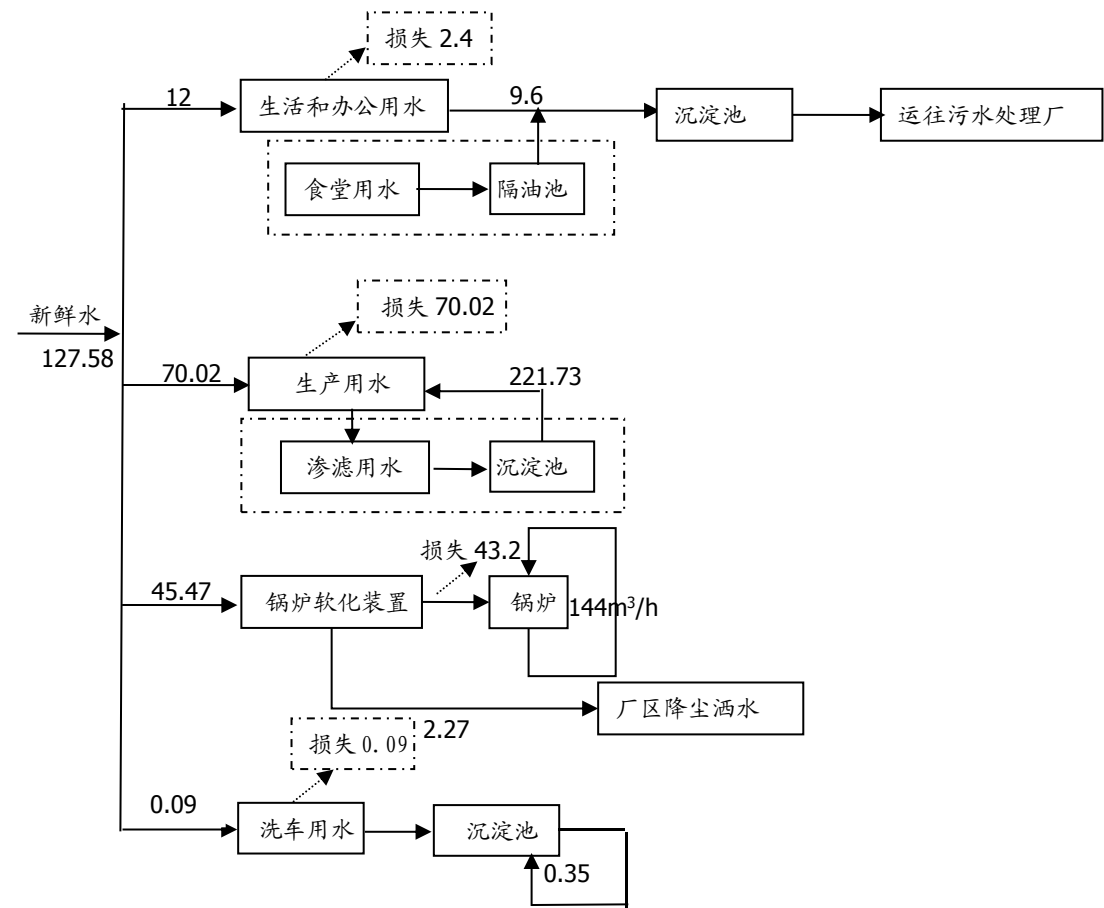 损失 2.4
12
生活和办公用水
9.6
沉淀池
运往污水处理厂
食堂用水
隔油池
新鲜水
127.58
损失 70.02
70.02
生产用水
221.73
渗滤用水
沉淀池
损失 43.2
45.47
锅炉软化装置
锅炉
144m³/h
厂区降尘洒水
2.27
损失 0.09
0.09
洗车用水
沉淀池
0.35